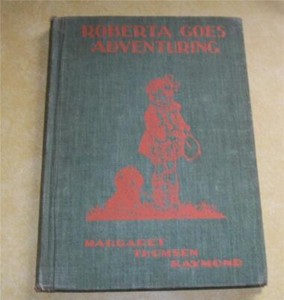 ROBERTA GOES
ADVENTURING
MARGARET
THOMSEN
RAYMOND